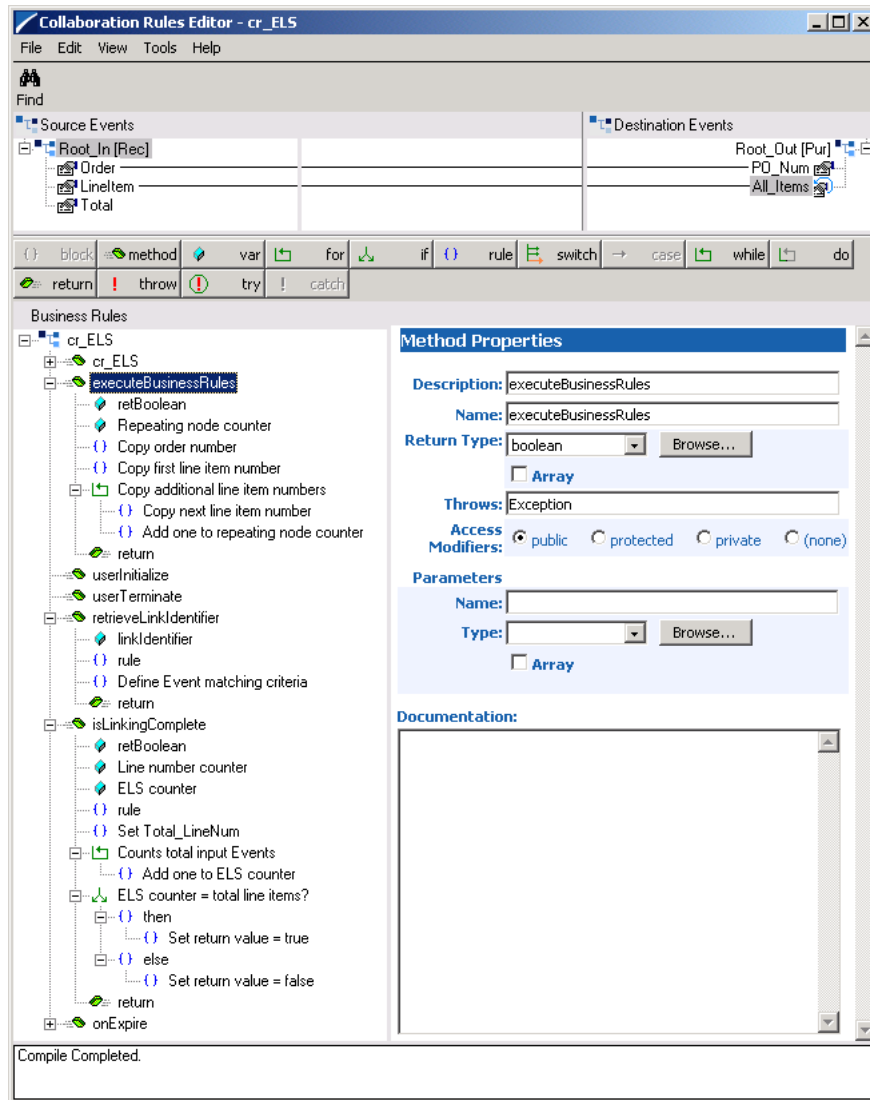 Collaboration Rules Editor - cr_ELS
File Edit View Tools Help
Find
Source Events
Destination Events
Root_In [Rec]
Root_Out [Pur]
Order
PO_Num
LineItem
All_Items
Total
{} block method var for if {} rule switch case while do
return throw try catch
Business Rules
cr_ELS
cr_ELS
executeBusinessRules
retBoolean
Repeating node counter
{} Copy order number
{} Copy first line item number
Copy additional line item numbers
{} Copy next line item number
{} Add one to repeating node counter
return
userInitialize
userTerminate
retrieveLinkIdentifier
linkIdentifier
{} rule
{} Define Event matching criteria
return
isLinkingComplete
retBoolean
Line number counter
ELS counter
{} rule
{} Set Total_LineNum
Counts total input Events
{} Add one to ELS counter
ELS counter = total line items?
{} then
{} Set return value = true
{} else
{} Set return value = false
return
onExpire
Method Properties
Description: executeBusinessRules
Name: executeBusinessRules
Return Type: boolean Browse...
Array
Throws: Exception
Access Modifiers: public protected private (none)
Parameters
Name:
Type: Browse...
Array
Documentation:
Compile Completed.